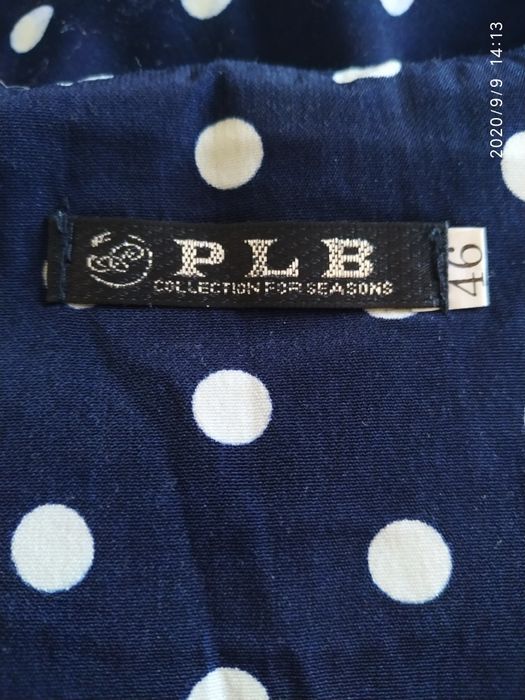 2020/9/9 14:13
PLB
COLLECTION FOR SEASONS
46